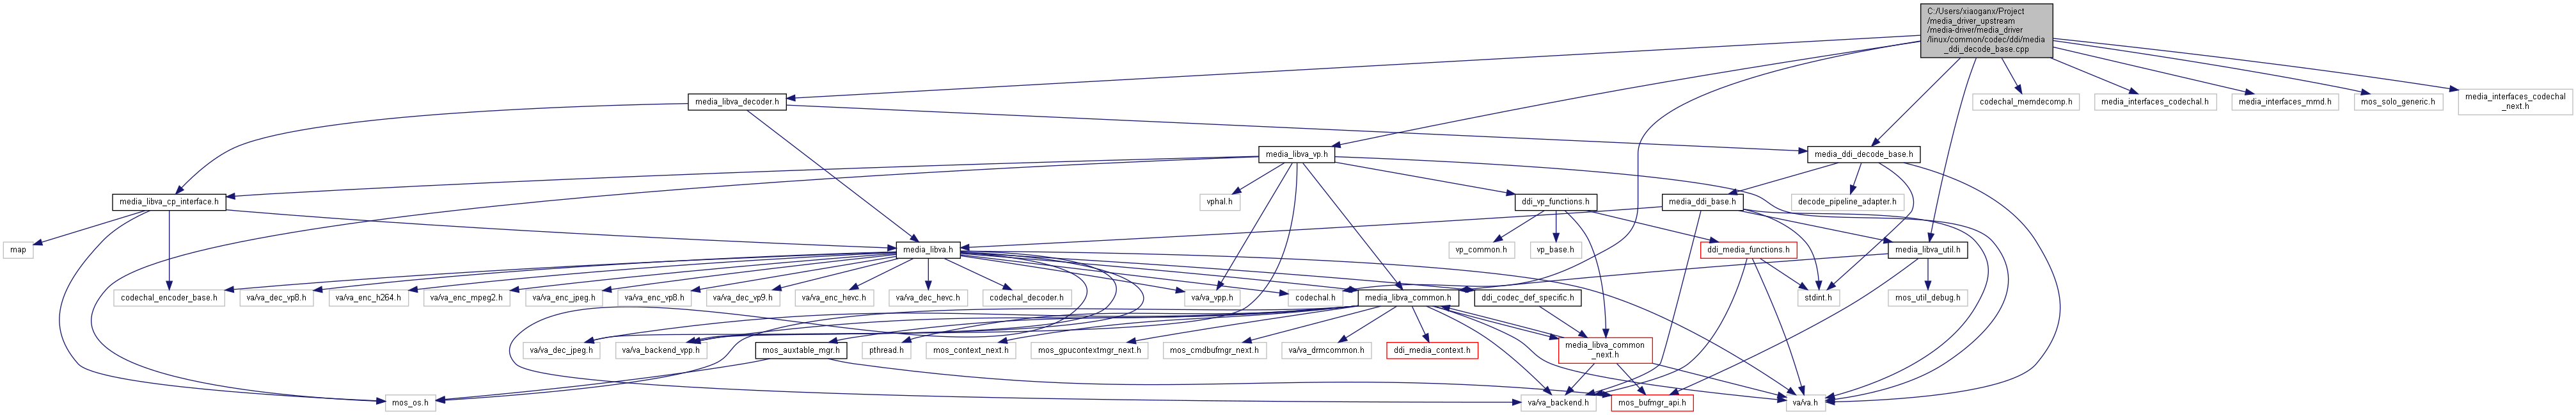 C:/Users/xiaoganx/Project
/media_driver_upstream
/media-driver/media_driver
/linux/common/codec/ddi/media
_ddi_decode_base.cpp
media_libva_decoder.h
codechal_memdecomp.h
media_interfaces_codechal.h
media_interfaces_mmd.h
mos_solo_generic.h
media_interfaces_codechal
_next.h
media_libva_vp.h
media_ddi_decode_base.h
media_libva_cp_interface.h
vphal.h
ddi_vp_functions.h
media_ddi_base.h
decode_pipeline_adapter.h
map
media_libva.h
vp_common.h
vp_base.h
ddi_media_functions.h
media_libva_util.h
codechal_encoder_base.h
va/va_dec_vp8.h
va/va_enc_h264.h
va/va_enc_mpeg2.h
va/va_enc_jpeg.h
va/va_enc_vp8.h
va/va_dec_vp9.h
va/va_enc_hevc.h
va/va_dec_hevc.h
codechal_decoder.h
va/va_vpp.h
codechal.h
media_libva_common.h
ddi_codec_def_specific.h
stdint.h
mos_util_debug.h
va/va_dec_jpeg.h
va/va_backend_vpp.h
mos_auxtable_mgr.h
pthread.h
mos_context_next.h
mos_gpucontextmgr_next.h
mos_cmdbufmgr_next.h
va/va_drmcommon.h
ddi_media_context.h
media_libva_common
_next.h
mos_os.h
va/va_backend.h
mos_bufmgr_api.h
va/va.h